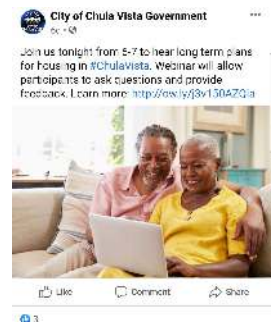 City of Chula Vista Government
Join us tonight from 5-7 to hear long term plans
for housing in #ChulaVista. Webinar will allow
participants to ask questions and provide
feedback. Learn more:
Like Comment Share
3